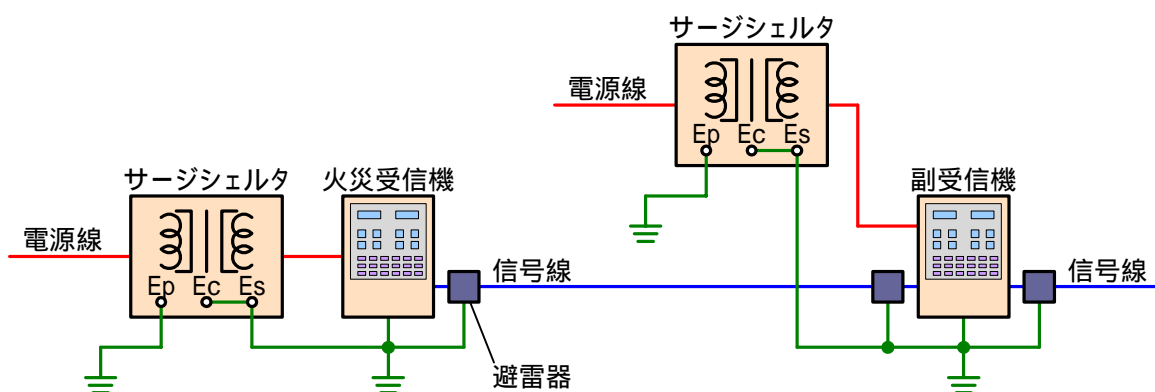 サージシェルタ
電源線
Ep Ec Es
サージシェルタ
火災受信機
副受信機
電源線
Ep Ec Es
信号線
信号線
避雷器